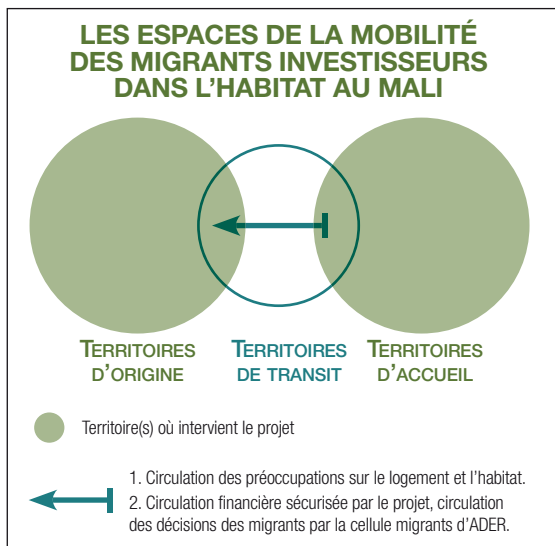 LES ESPACES DE LA MOBILITÉ
DES MIGRANTS INVESTISSEURS
DANS L'HABITAT AU MALI
TERRITOIRES D'ORIGINE
TERRITOIRES DE TRANSIT
TERRITOIRES D'ACCUEIL
Territoire(s) où intervient le projet
1. Circulation des préoccupations sur le logement et l'habitat.
2. Circulation financière sécurisée par le projet, circulation
des décisions des migrants par la cellule migrants d'ADER.